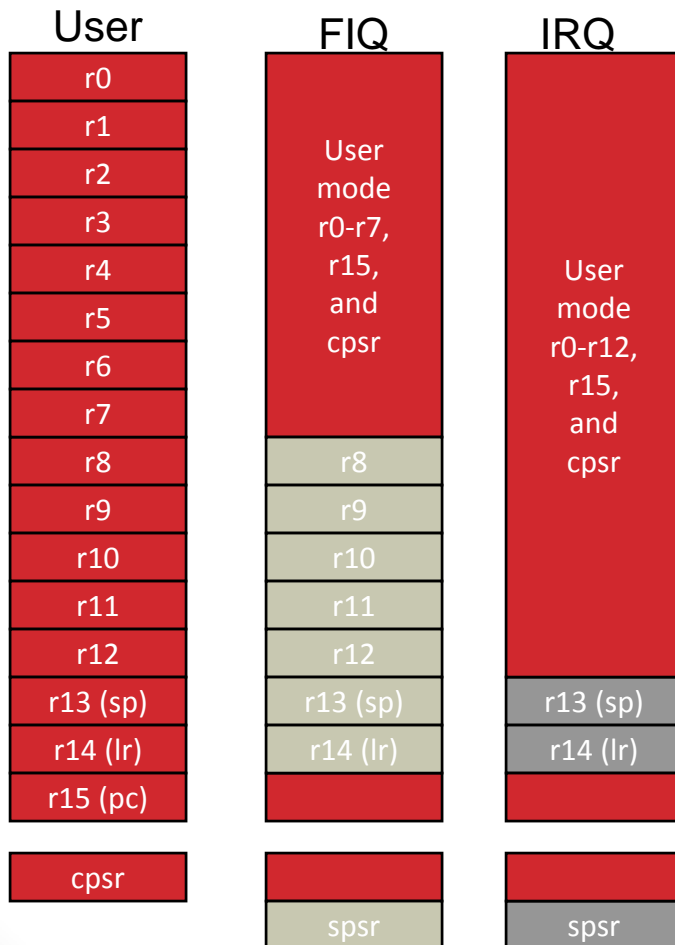 User
r0
r1
r2
r3
r4
r5
r6
r7
r8
r9
r10
r11
r12
r13 (sp)
r14 (lr)
r15 (pc)
cpsr
FIQ
User
mode
r0-r7,
r15,
and
cpsr
r8
r9
r10
r11
r12
r13 (sp)
r14 (lr)
spsr
IRQ
User
mode
r0-r12,
r15,
and
cpsr
r13 (sp)
r14 (lr)
spsr